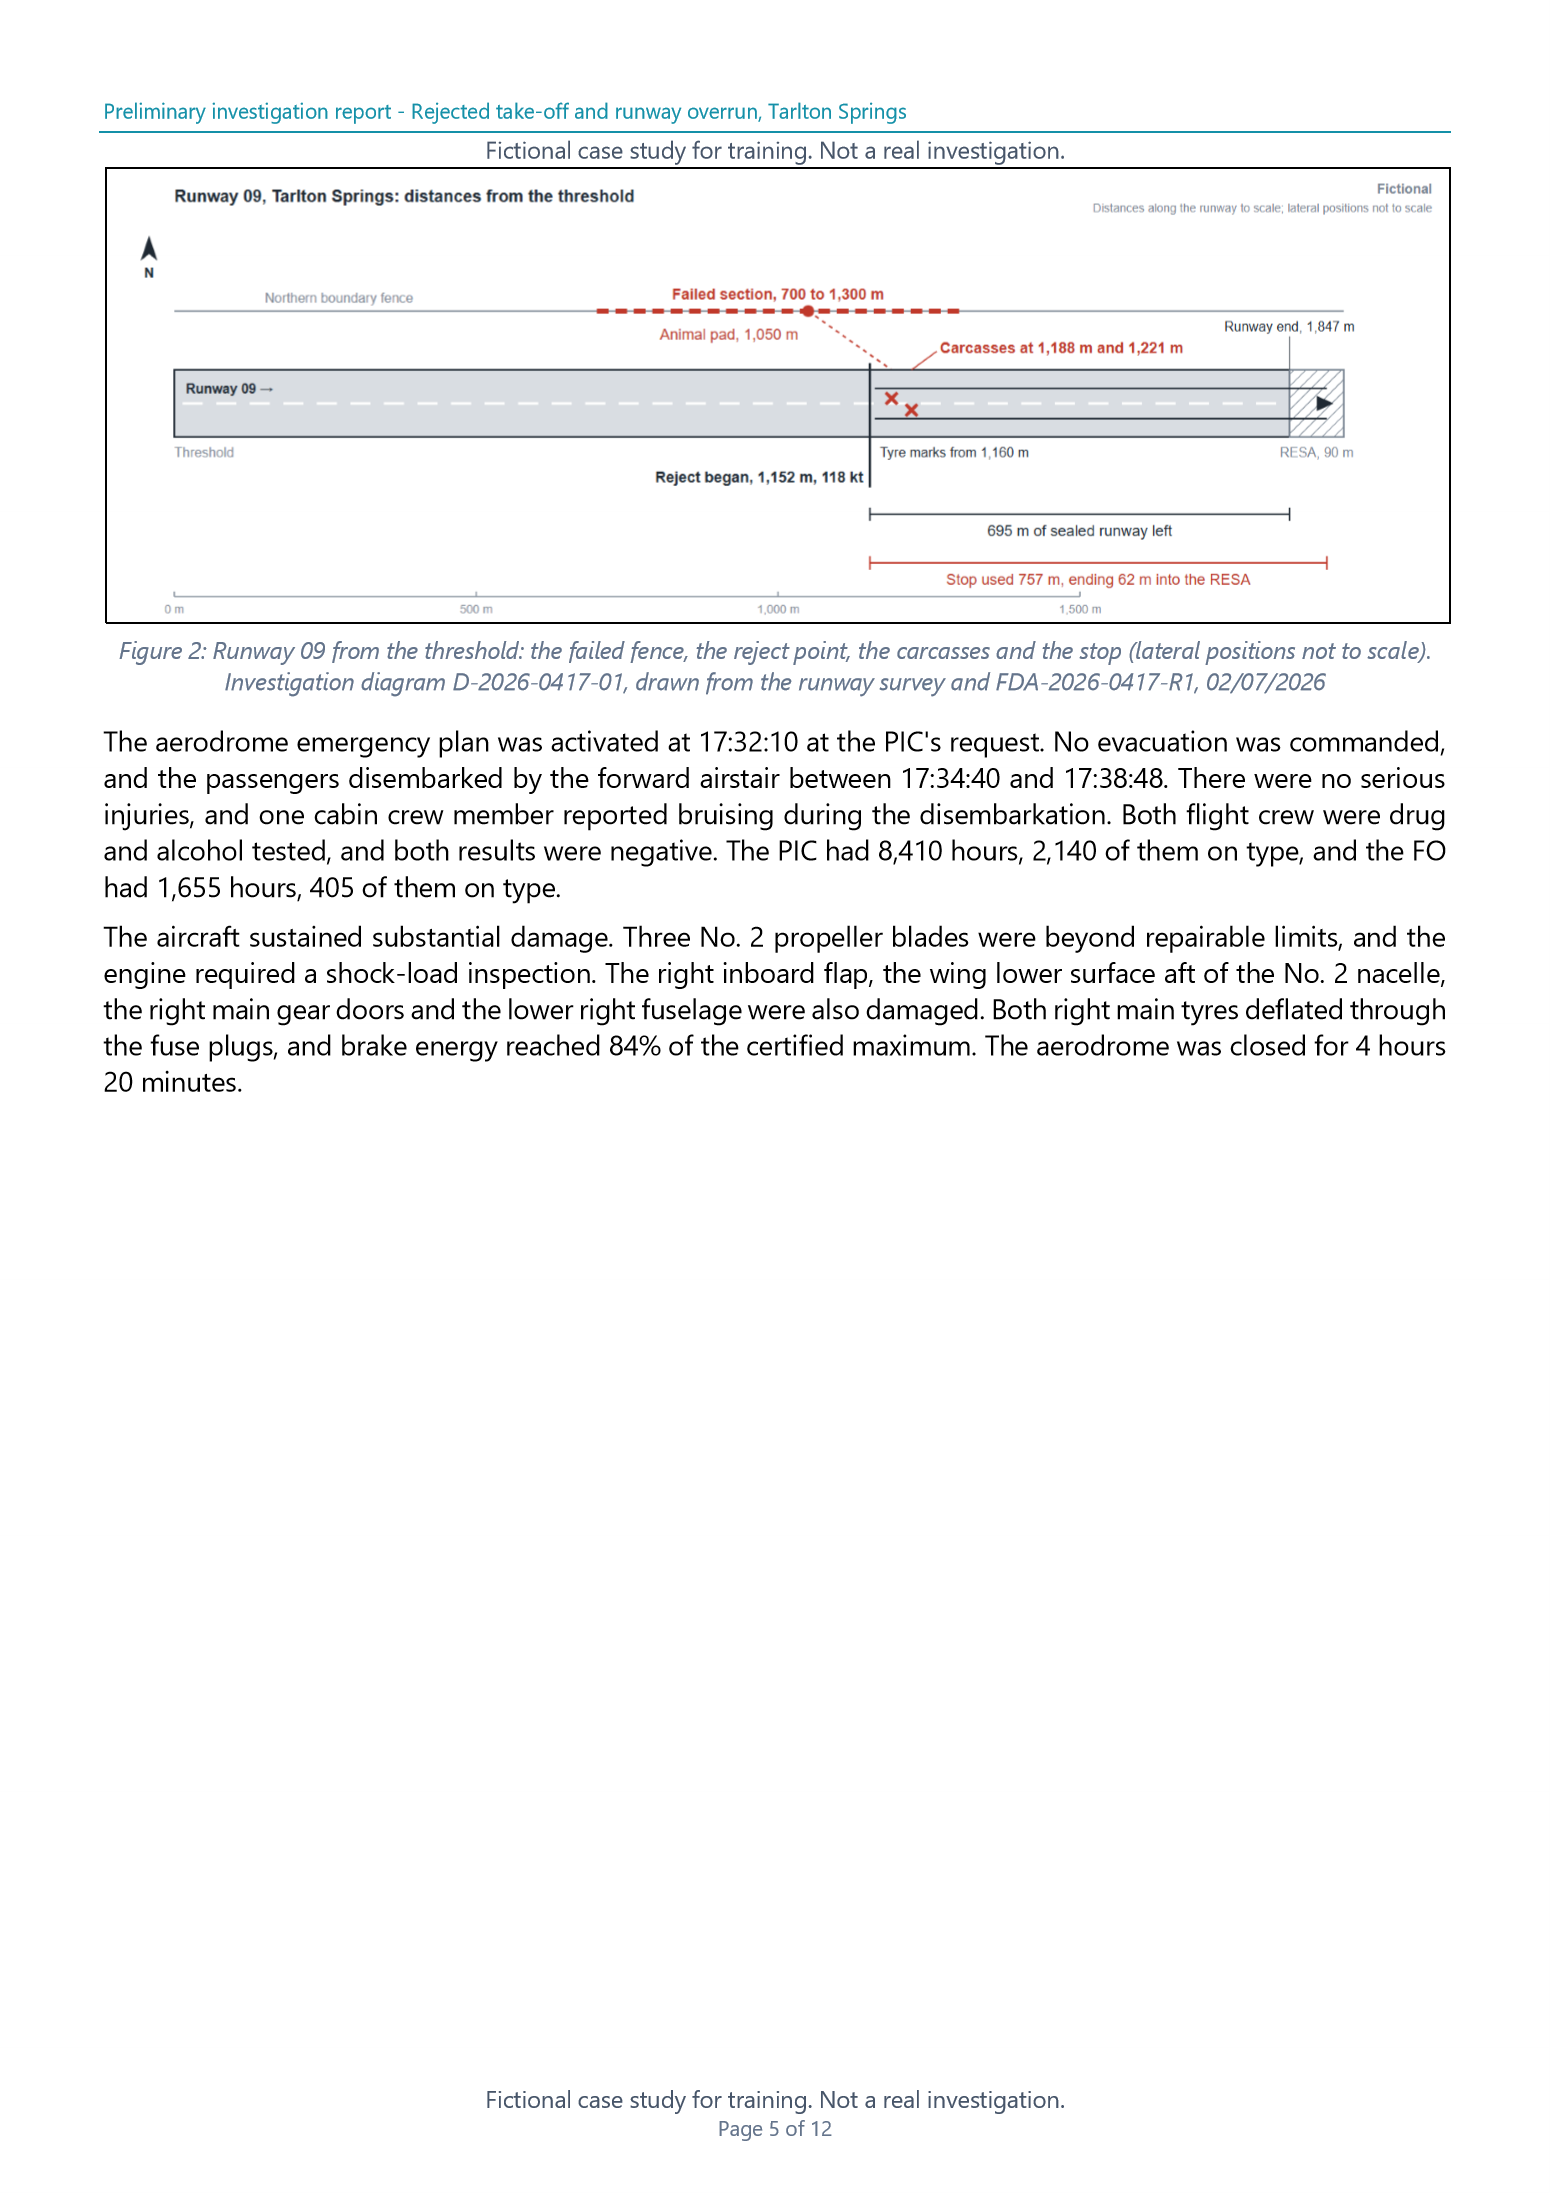 Preliminary investigation report - Rejected take-off and runway overrun, Tarlton Springs
Fictional case study for training. Not a real investigation.
Runway 09, Tarlton Springs: distances from the threshold
Fictional
Distances along the runway to scale; lateral positions not to scale
N
Northern boundary fence
Failed section, 700 to 1,300 m
Animal pad, 1,050 m
Runway end, 1,847 m
Carcasses at 1,188 m and 1,221 m
Runway 09 →
Threshold
Tyre marks from 1,160 m
RESA, 90 m
Reject began, 1,152 m, 118 kt
695 m of sealed runway left
Stop used 757 m, ending 62 m into the RESA
0 m
500 m
1,000 m
1,500 m
Figure 2: Runway 09 from the threshold: the failed fence, the reject point, the carcasses and the stop (lateral positions not to scale).
Investigation diagram D-2026-0417-01, drawn from the runway survey and FDA-2026-0417-R1, 02/07/2026
The aerodrome emergency plan was activated at 17:32:10 at the PIC's request. No evacuation was commanded,
and the passengers disembarked by the forward airstair between 17:34:40 and 17:38:48. There were no serious
injuries, and one cabin crew member reported bruising during the disembarkation. Both flight crew were drug
and alcohol tested, and both results were negative. The PIC had 8,410 hours, 2,140 of them on type, and the FO
had 1,655 hours, 405 of them on type.
The aircraft sustained substantial damage. Three No. 2 propeller blades were beyond repairable limits, and the
engine required a shock-load inspection. The right inboard flap, the wing lower surface aft of the No. 2 nacelle,
the right main gear doors and the lower right fuselage were also damaged. Both right main tyres deflated through
the fuse plugs, and brake energy reached 84% of the certified maximum. The aerodrome was closed for 4 hours
20 minutes.
Fictional case study for training. Not a real investigation.
Page 5 of 12